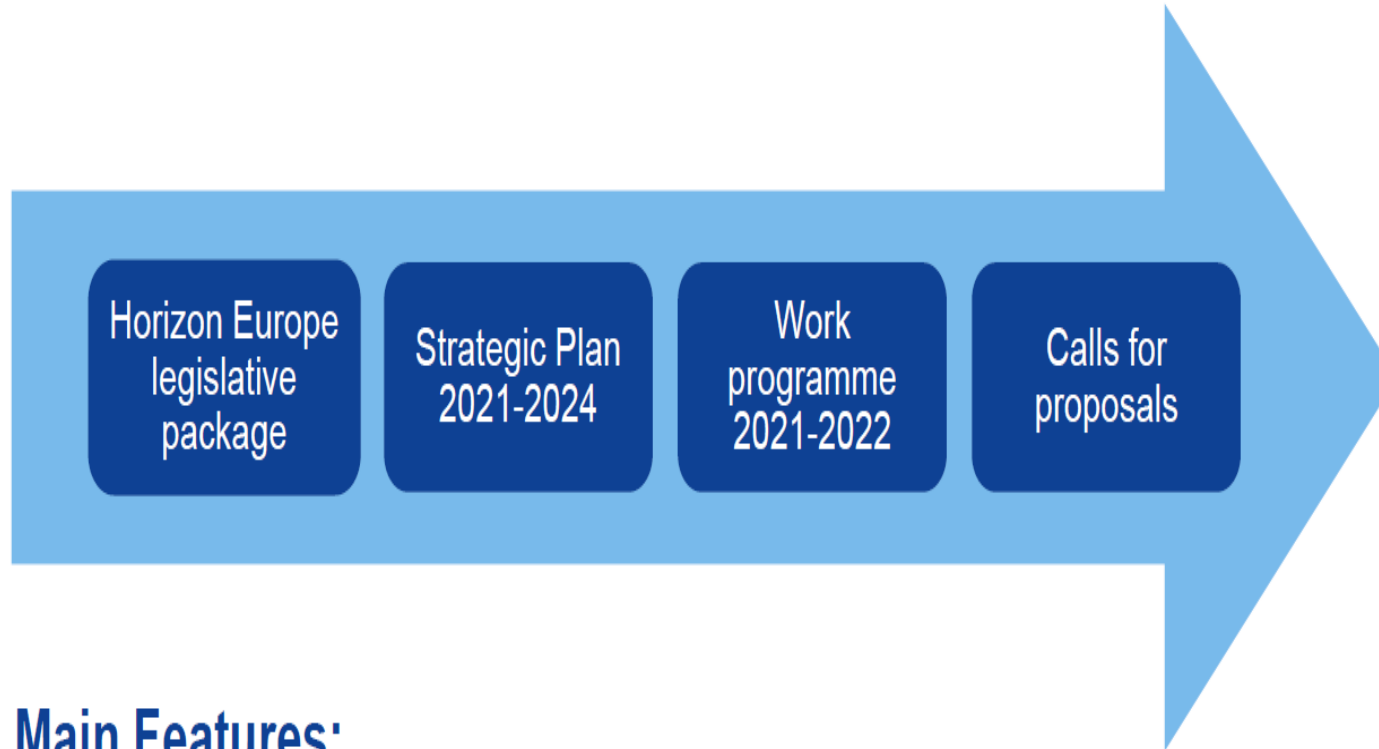 Horizon Europe
legislative
package
Strategic Plan
2021-2024
Work
programme
2021-2022
Calls for
proposals
Main Features: